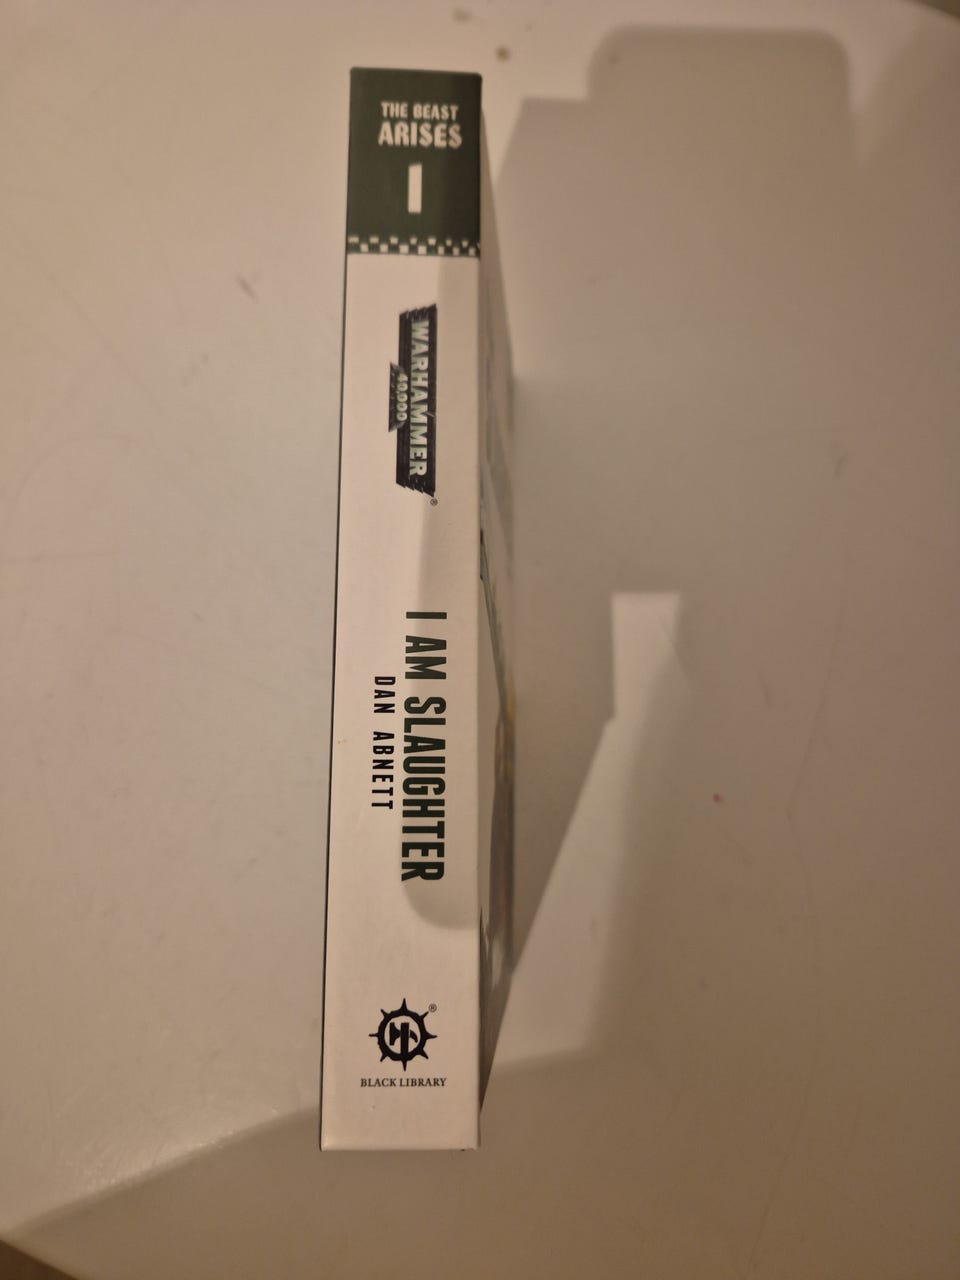 THE BEAST
ARISES
I
WARHAMMER
40,000
®
I AM SLAUGHTER
DAN ABNETT
®
BLACK LIBRARY